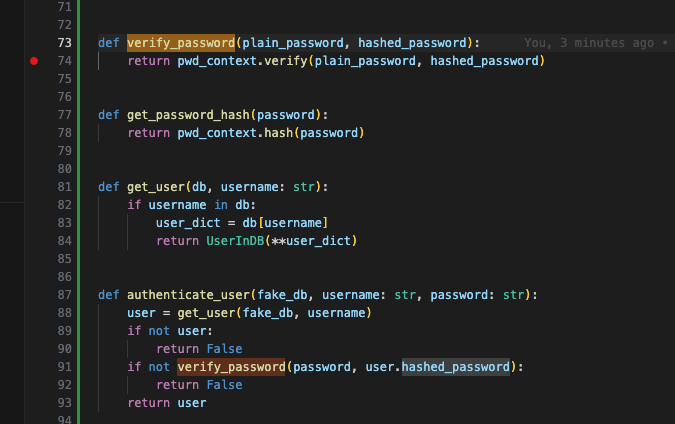 71
72
73 def verify_password(plain_password, hashed_password): You, 3 minutes ago •
74     return pwd_context.verify(plain_password, hashed_password)
75
76
77 def get_password_hash(password):
78     return pwd_context.hash(password)
79
80
81 def get_user(db, username: str):
82     if username in db:
83         user_dict = db[username]
84         return UserInDB(**user_dict)
85
86
87 def authenticate_user(fake_db, username: str, password: str):
88     user = get_user(fake_db, username)
89     if not user:
90         return False
91     if not verify_password(password, user.hashed_password):
92         return False
93     return user
94